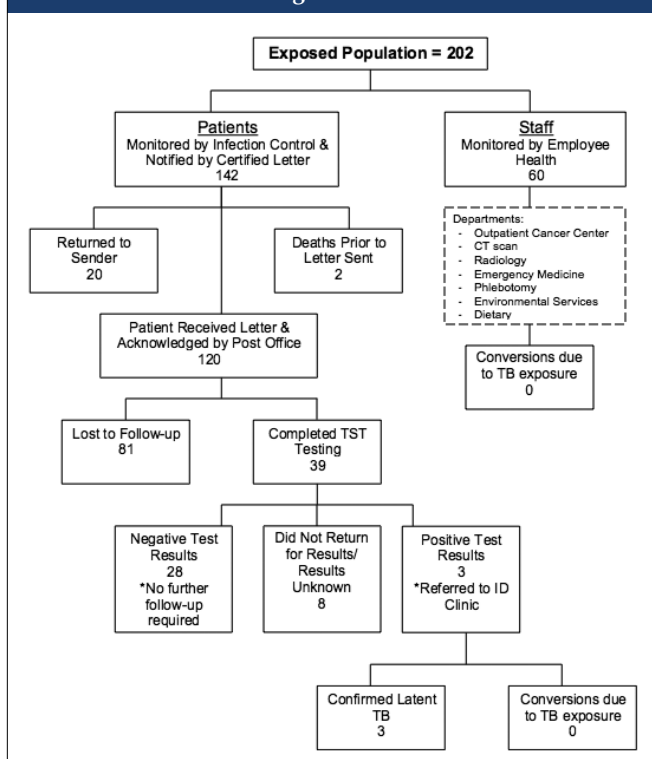 Exposed Population = 202
Patients
Monitored by Infection Control &
Notified by Certified Letter
142
Staff
Monitored by Employee
Health
60
Returned to
Sender
20
Deaths Prior to
Letter Sent
2
Departments:
- Outpatient Cancer Center
- CT scan
- Radiology
- Emergency Medicine
- Phlebotomy
- Environmental Services
- Dietary
Patient Received Letter &
Acknowledged by Post Office
120
Conversions due
to TB exposure
0
Lost to Follow-up
81
Completed TST
Testing
39
Negative Test
Results
28
*No further
follow-up
required
Did Not Return
for Results/
Results
Unknown
8
Positive Test
Results
3
*Referred to ID
Clinic
Confirmed Latent
TB
3
Conversions due
to TB exposure
0